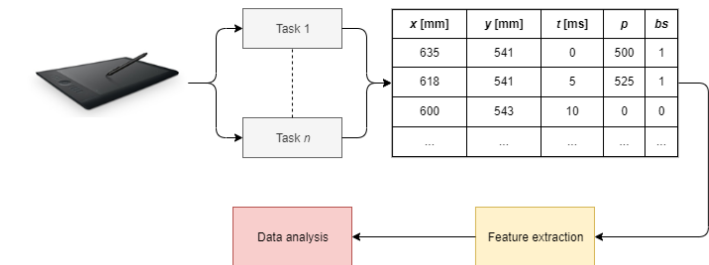 Task 1
Task n
x [mm] y [mm] t [ms] p bs
635 541 0 500 1
618 541 5 525 1
600 543 10 0 0
... ... ... ... ...
Data analysis
Feature extraction